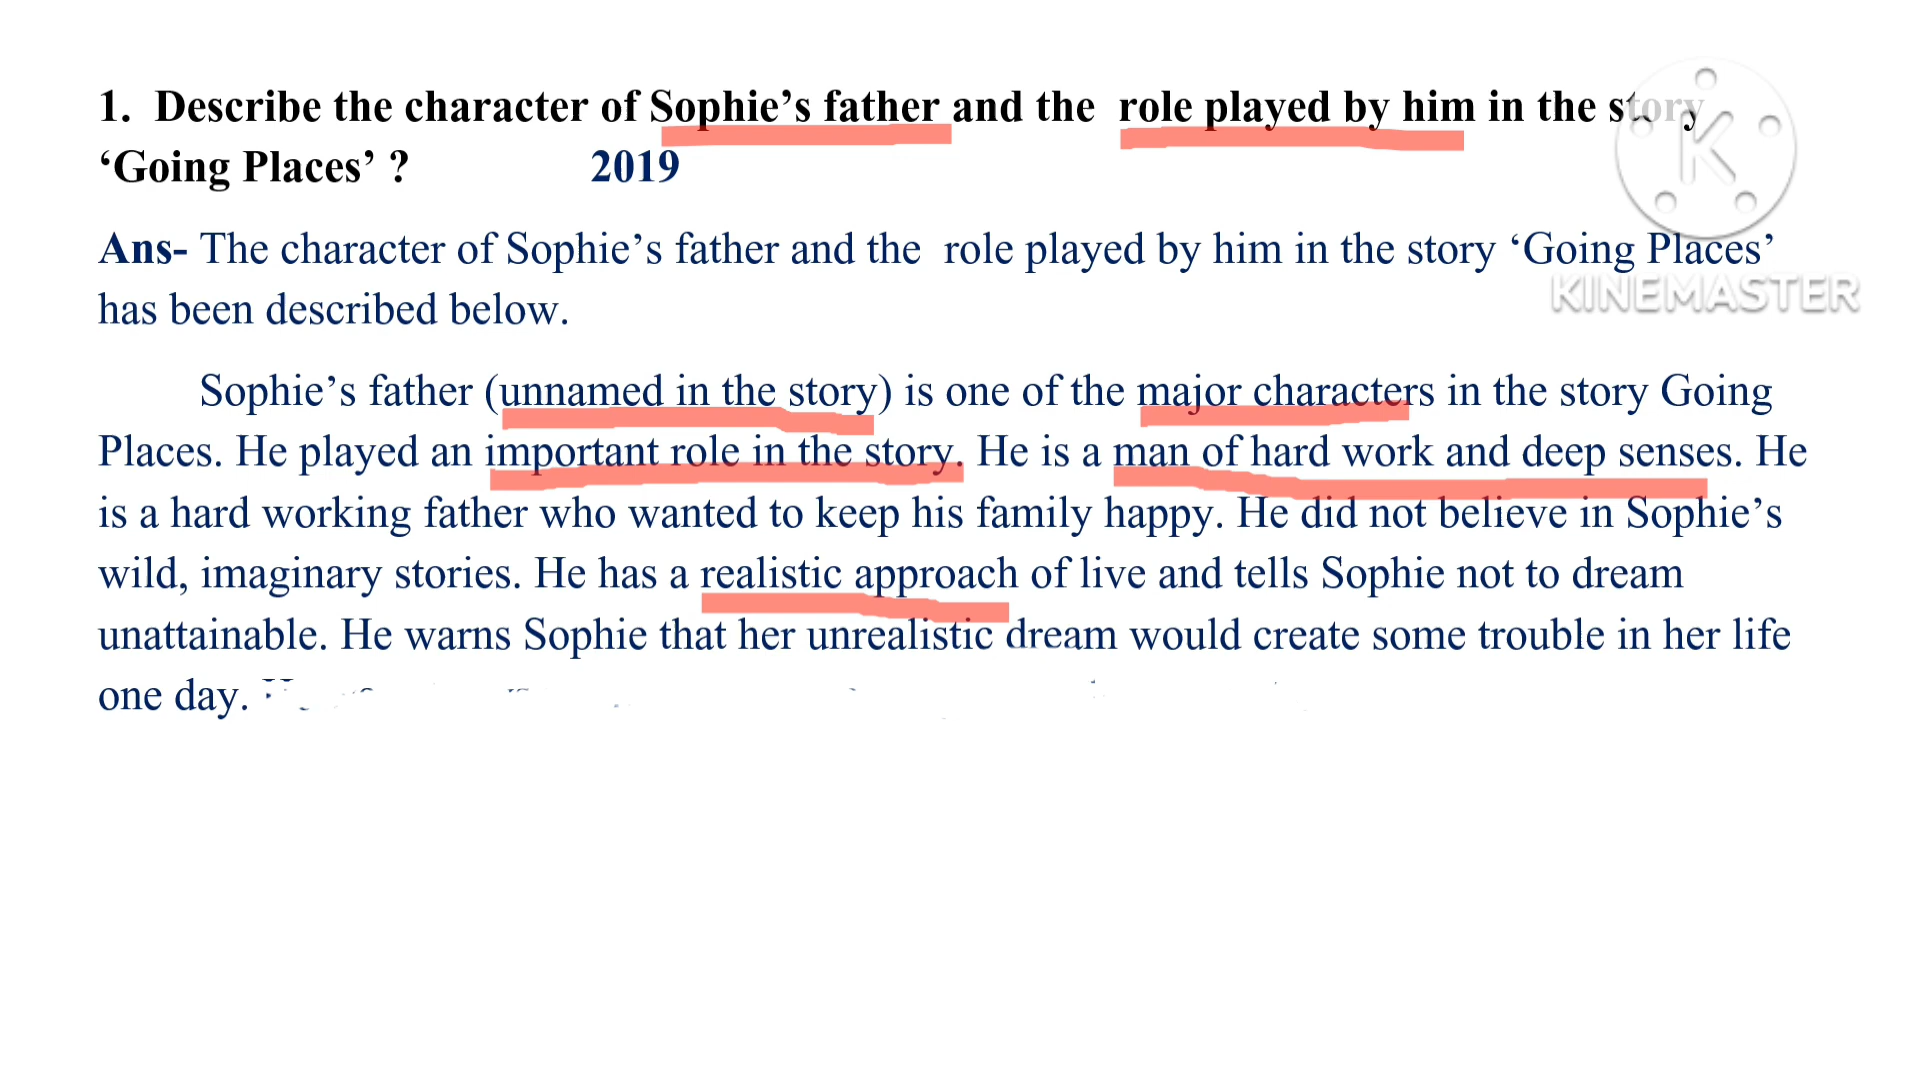 1. Describe the character of Sophie’s father and the role played by him in the story
‘Going Places’ ? 2019
Ans- The character of Sophie’s father and the role played by him in the story ‘Going Places’
has been described below.
Sophie’s father (unnamed in the story) is one of the major characters in the story Going
Places. He played an important role in the story. He is a man of hard work and deep senses. He
is a hard working father who wanted to keep his family happy. He did not believe in Sophie’s
wild, imaginary stories. He has a realistic approach of live and tells Sophie not to dream
unattainable. He warns Sophie that her unrealistic dream would create some trouble in her life
one day.
K
KINEMASTER